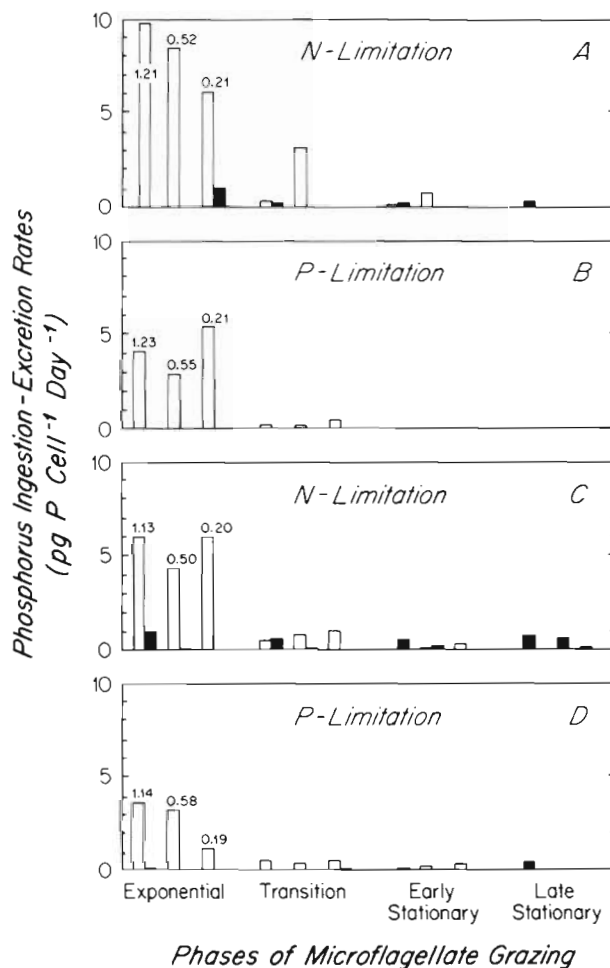 Phosphorus Ingestion-Excretion Rates
(pg P Cell⁻¹ Day⁻¹)
10
5
0
N-Limitation
A
1.21
0.52
0.21
10
5
0
P-Limitation
B
1.23
0.55
0.21
10
5
0
N-Limitation
C
1.13
0.50
0.20
10
5
0
P-Limitation
D
1.14
0.58
0.19
Exponential
Transition
Early
Stationary
Late
Stationary
Phases of Microflagellate Grazing